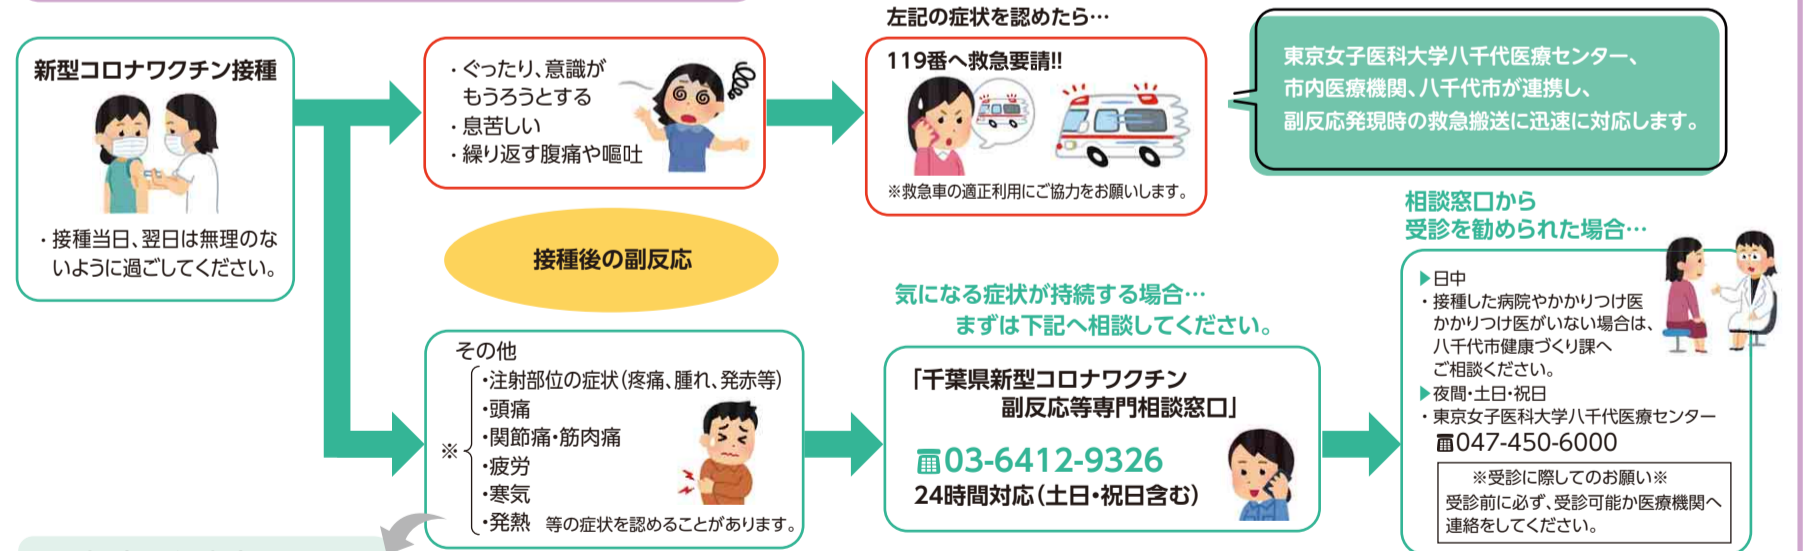 新型コロナワクチン接種
・接種当日、翌日は無理のな
いように過ごしてください。
・ぐったり、意識が
もうろうとする
・息苦しい
・繰り返す腹痛や嘔吐
左記の症状を認めたら…
119番へ救急要請!!
※救急車の適正利用にご協力をお願いします。
東京女子医科大学八千代医療センター、
市内医療機関、八千代市が連携し、
副反応発現時の救急搬送に迅速に対応します。
接種後の副反応
その他
※
・注射部位の症状(疼痛、腫れ、発赤等)
・頭痛
・関節痛・筋肉痛
・疲労
・寒気
・発熱 等の症状を認めることがあります。
気になる症状が持続する場合…
まずは下記へ相談してください。
「千葉県新型コロナワクチン
副反応等専門相談窓口」
03-6412-9326
24時間対応(土日・祝日含む)
相談窓口から
受診を勧められた場合…
▶日中
・接種した病院やかかりつけ医
かかりつけ医がいない場合は、
八千代市健康づくり課へ
ご相談ください。
▶夜間・土日・祝日
・東京女子医科大学八千代医療センター
047-450-6000
※受診に際してのお願い※
受診前に必ず、受診可能か医療機関へ
連絡をしてください。